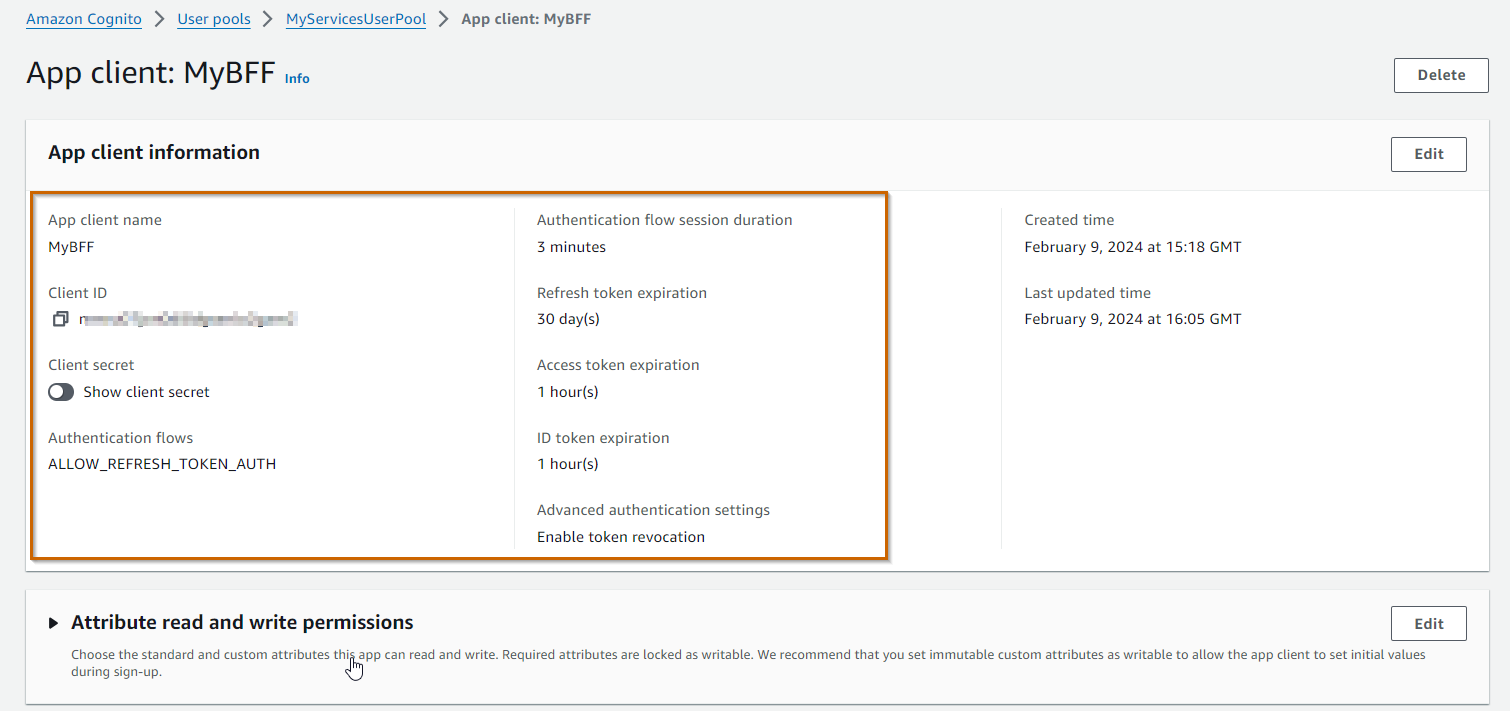 Amazon Cognito > User pools > MyServicesUserPool > App client: MyBFF
App client: MyBFF Info
Delete
App client information
Edit
App client name
MyBFF
Client ID
Client secret
Show client secret
Authentication flows
ALLOW_REFRESH_TOKEN_AUTH
Authentication flow session duration
3 minutes
Refresh token expiration
30 day(s)
Access token expiration
1 hour(s)
ID token expiration
1 hour(s)
Advanced authentication settings
Enable token revocation
Created time
February 9, 2024 at 15:18 GMT
Last updated time
February 9, 2024 at 16:05 GMT
Attribute read and write permissions
Edit
Choose the standard and custom attributes this app can read and write. Required attributes are locked as writable. We recommend that you set immutable custom attributes as writable to allow the app client to set initial values
during sign-up.